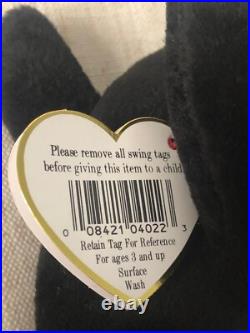 Please remove all swing tags
before giving this item to a child
0 08421 04022 3
Retain Tag For Reference
For ages 3 and up
Surface
Wash